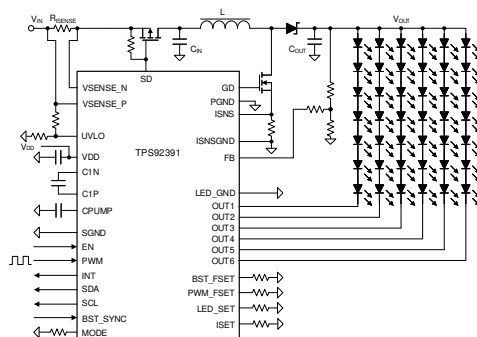 VIN RISENSE L VOUT
CIN COUT
SD
VSENSE_N
VSENSE_P
UVLO
VDD
VDD
C1N
C1P
CPUMP
SGND
EN
PWM
INT
SDA
SCL
BST_SYNC
MODE
TPS92391
GD
PGND
ISNS
ISNSGND
FB
LED_GND
OUT1
OUT2
OUT3
OUT4
OUT5
OUT6
BST_FSET
PWM_FSET
LED_SET
ISET